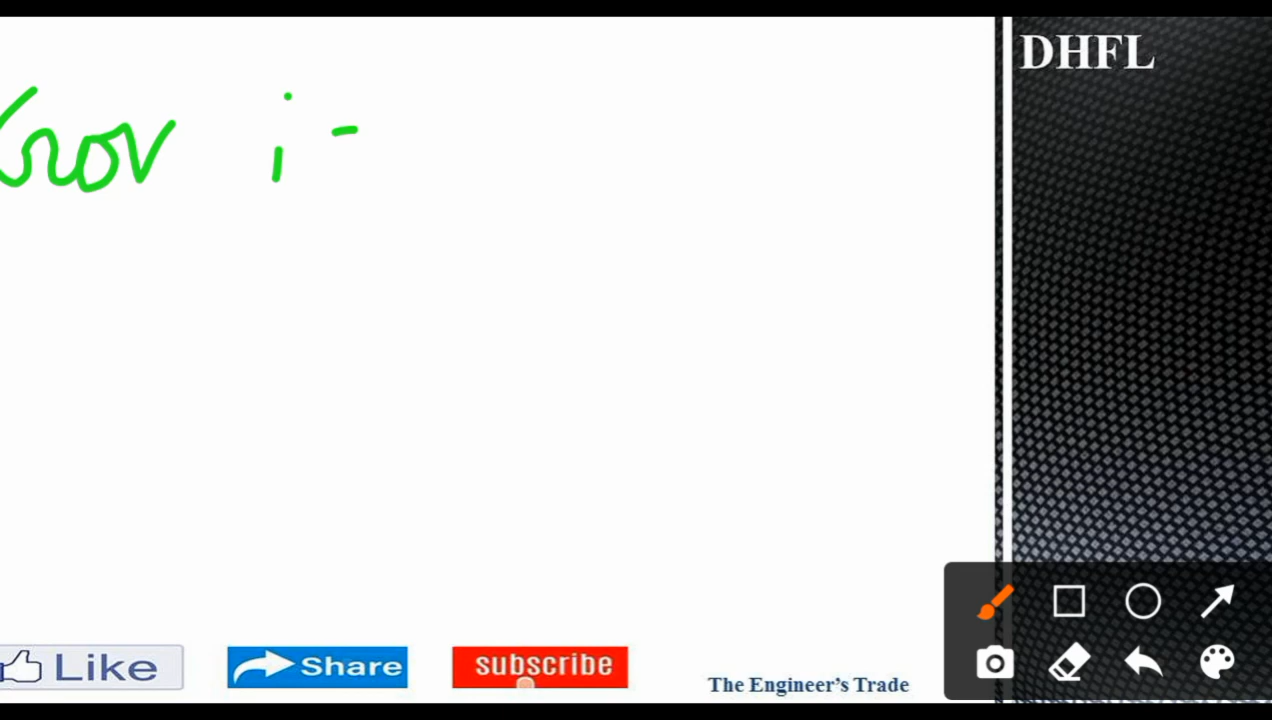 DHFL
i -
Like
Share
subscribe
The Engineer's Trade